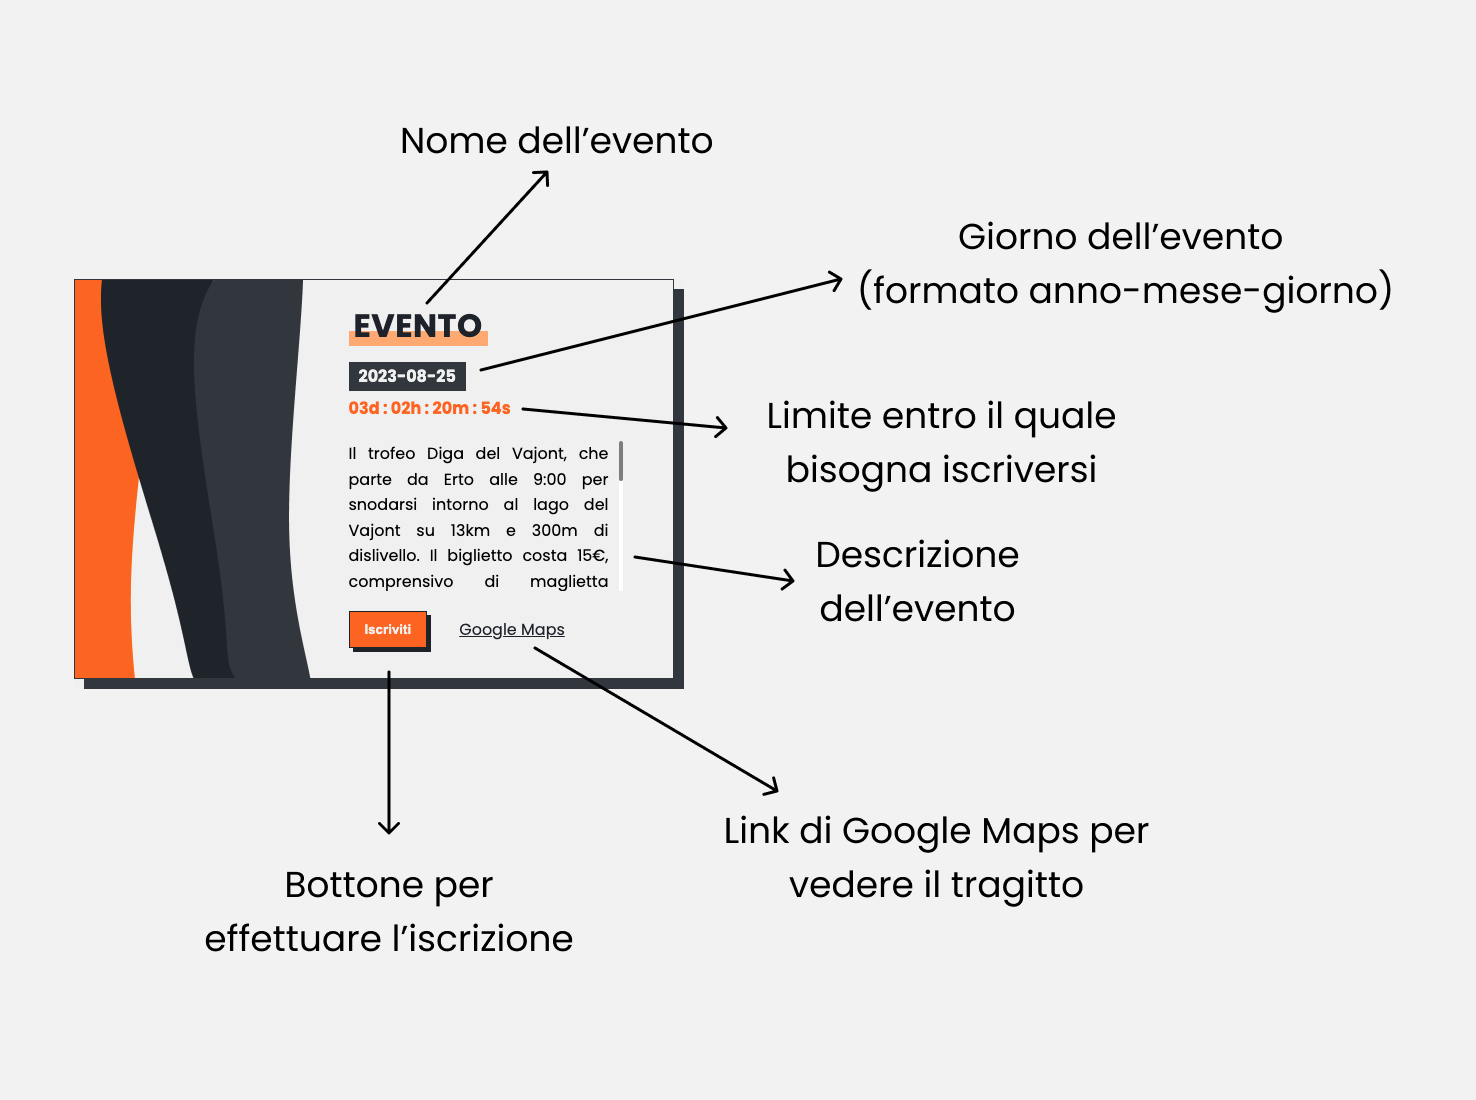 Nome dell’evento
Giorno dell’evento
(formato anno-mese-giorno)
EVENTO
2023-08-25
03d : 02h : 20m : 54s
Limite entro il quale
bisogna iscriversi
Il trofeo Diga del Vajont, che
parte da Erto alle 9:00 per
snodarsi intorno al lago del
Vajont su 13km e 300m di
dislivello. Il biglietto costa 15€,
comprensivo di maglietta
Descrizione
dell’evento
Iscriviti
Google Maps
Link di Google Maps per
vedere il tragitto
Bottone per
effettuare l’iscrizione